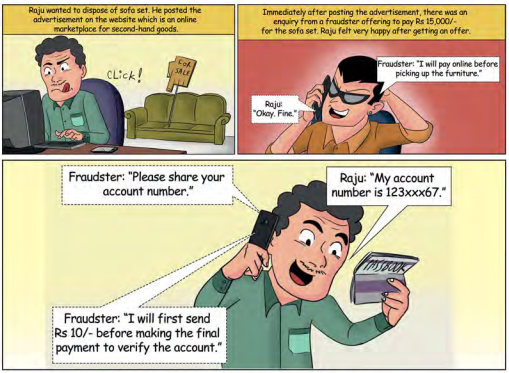 Raju wanted to dispose of sofa set. He posted the
advertisement on the website which is an online
marketplace for second-hand goods.
CLick!
FOR
SALE
Immediately after posting the advertisement, there was an
enquiry from a fraudster offering to pay Rs 15,000/-
for the sofa set. Raju felt very happy after getting an offer.
Fraudster: "I will pay online before
picking up the furniture."
Raju:
"Okay. Fine."
Fraudster: "Please share your
account number."
Raju: "My account
number is 123xxx67."
PASSBOOK
Fraudster: "I will first send
Rs 10/- before making the final
payment to verify the account."